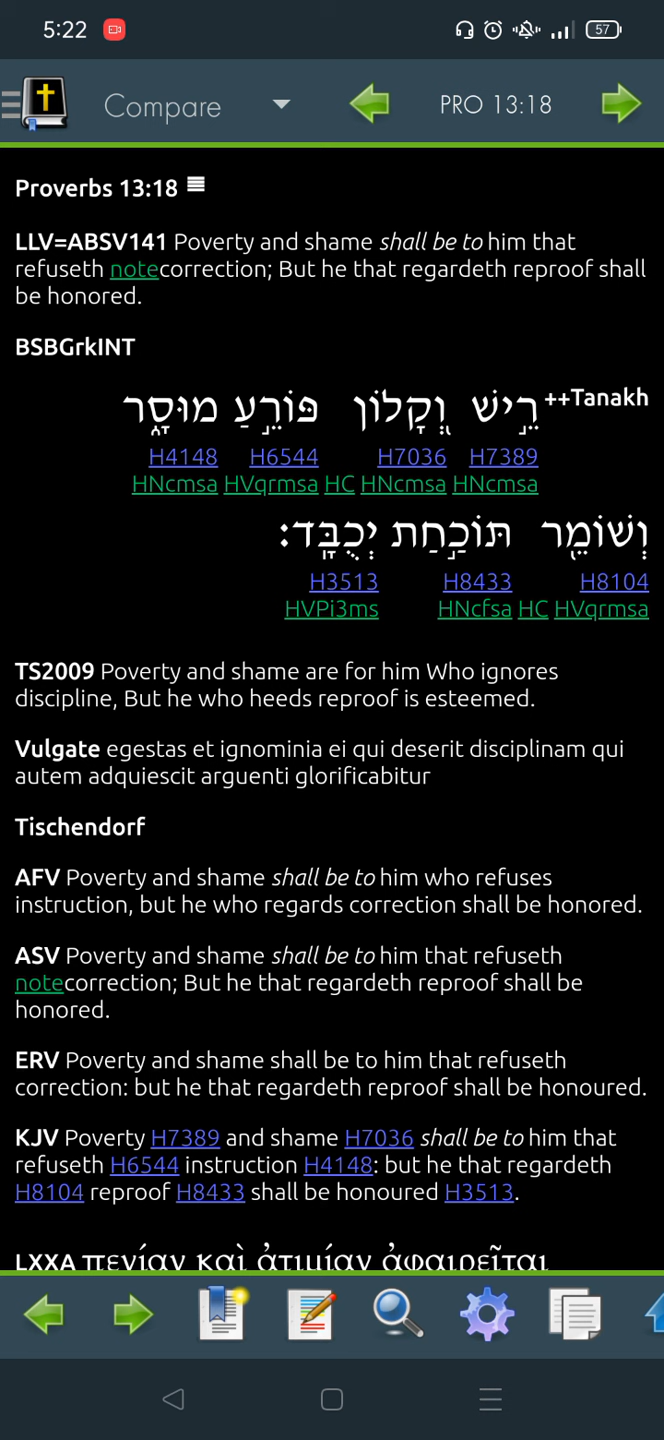 5:22
57
Compare
PRO 13:18
Proverbs 13:18
LLV=ABSV141 Poverty and shame shall be to him that
refuseth notecorrection; But he that regardeth reproof shall
be honored.
BSBGrkINT
++Tanakh רֵ֣ישׁ וְ֭קָלוֹן פּוֹרֵ֣עַ מוּסָ֑ר
H4148 H6544 H7036 H7389
HNcmsa HVqrmsa HC HNcmsa HNcmsa
וְשׁוֹמֵ֖ר תּוֹכַ֣חַת יְכֻבָּֽד׃
H3513 H8433 H8104
HVPi3ms HNcfsa HC HVqrmsa
TS2009 Poverty and shame are for him Who ignores
discipline, But he who heeds reproof is esteemed.
Vulgate egestas et ignominia ei qui deserit disciplinam qui
autem adquiescit arguenti glorificabitur
Tischendorf
AFV Poverty and shame shall be to him who refuses
instruction, but he who regards correction shall be honored.
ASV Poverty and shame shall be to him that refuseth
notecorrection; But he that regardeth reproof shall be
honored.
ERV Poverty and shame shall be to him that refuseth
correction: but he that regardeth reproof shall be honoured.
KJV Poverty H7389 and shame H7036 shall be to him that
refuseth H6544 instruction H4148: but he that regardeth
H8104 reproof H8433 shall be honoured H3513.
LXXA πενίαν καὶ ἀτιμίαν ἀφαιρεῖται